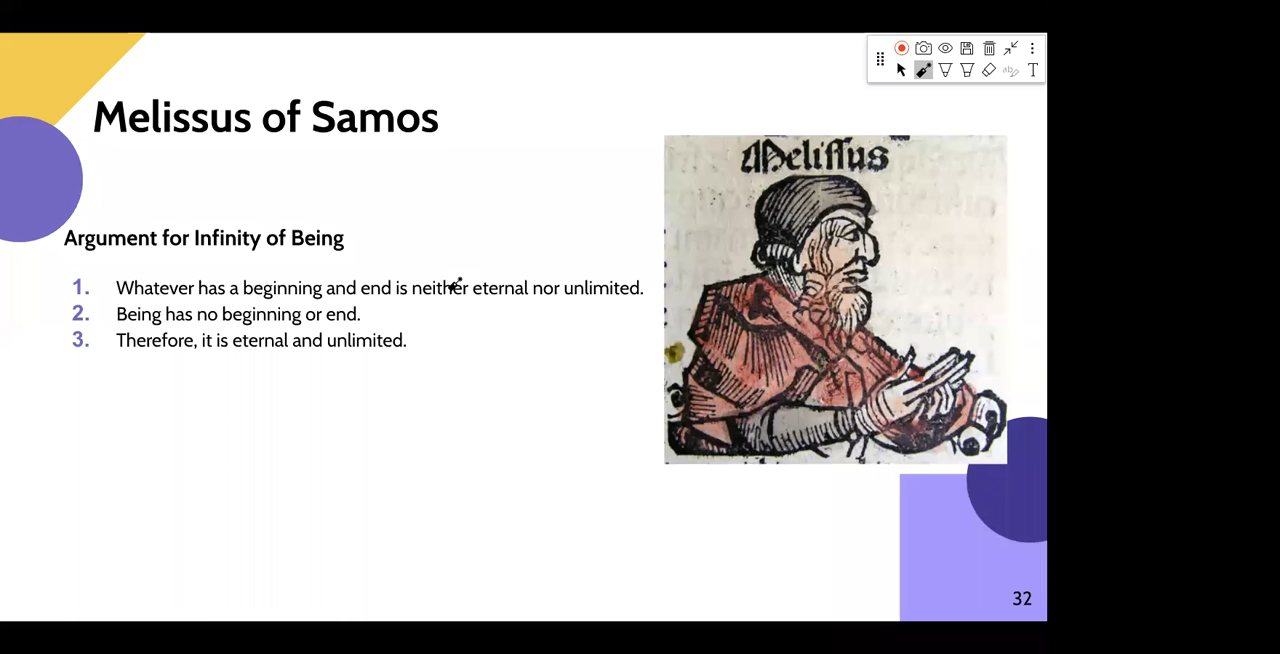 Melissus of Samos
Meliſſus
Argument for Infinity of Being
1. Whatever has a beginning and end is neither eternal nor unlimited.
2. Being has no beginning or end.
3. Therefore, it is eternal and unlimited.
32